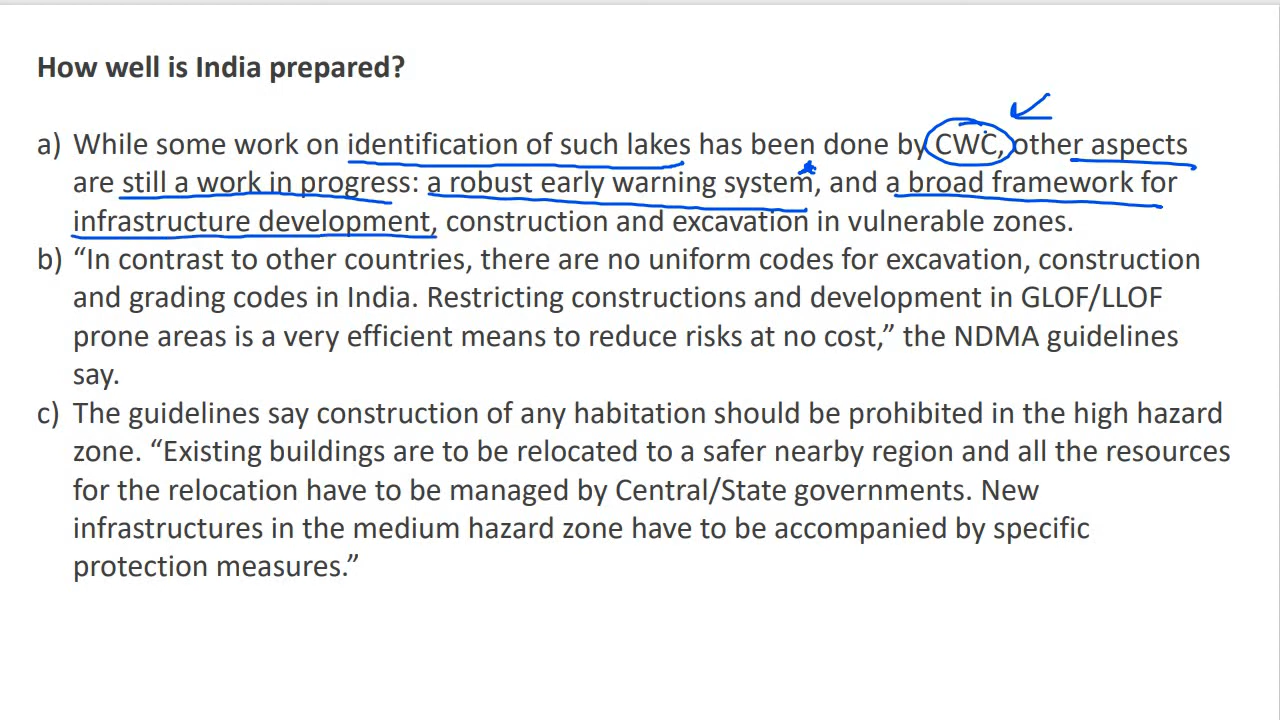 How well is India prepared?
a) While some work on identification of such lakes has been done by CWC, other aspects
are still a work in progress: a robust early warning system, and a broad framework for
infrastructure development, construction and excavation in vulnerable zones.
b) “In contrast to other countries, there are no uniform codes for excavation, construction
and grading codes in India. Restricting constructions and development in GLOF/LLOF
prone areas is a very efficient means to reduce risks at no cost,” the NDMA guidelines
say.
c) The guidelines say construction of any habitation should be prohibited in the high hazard
zone. “Existing buildings are to be relocated to a safer nearby region and all the resources
for the relocation have to be managed by Central/State governments. New
infrastructures in the medium hazard zone have to be accompanied by specific
protection measures.”